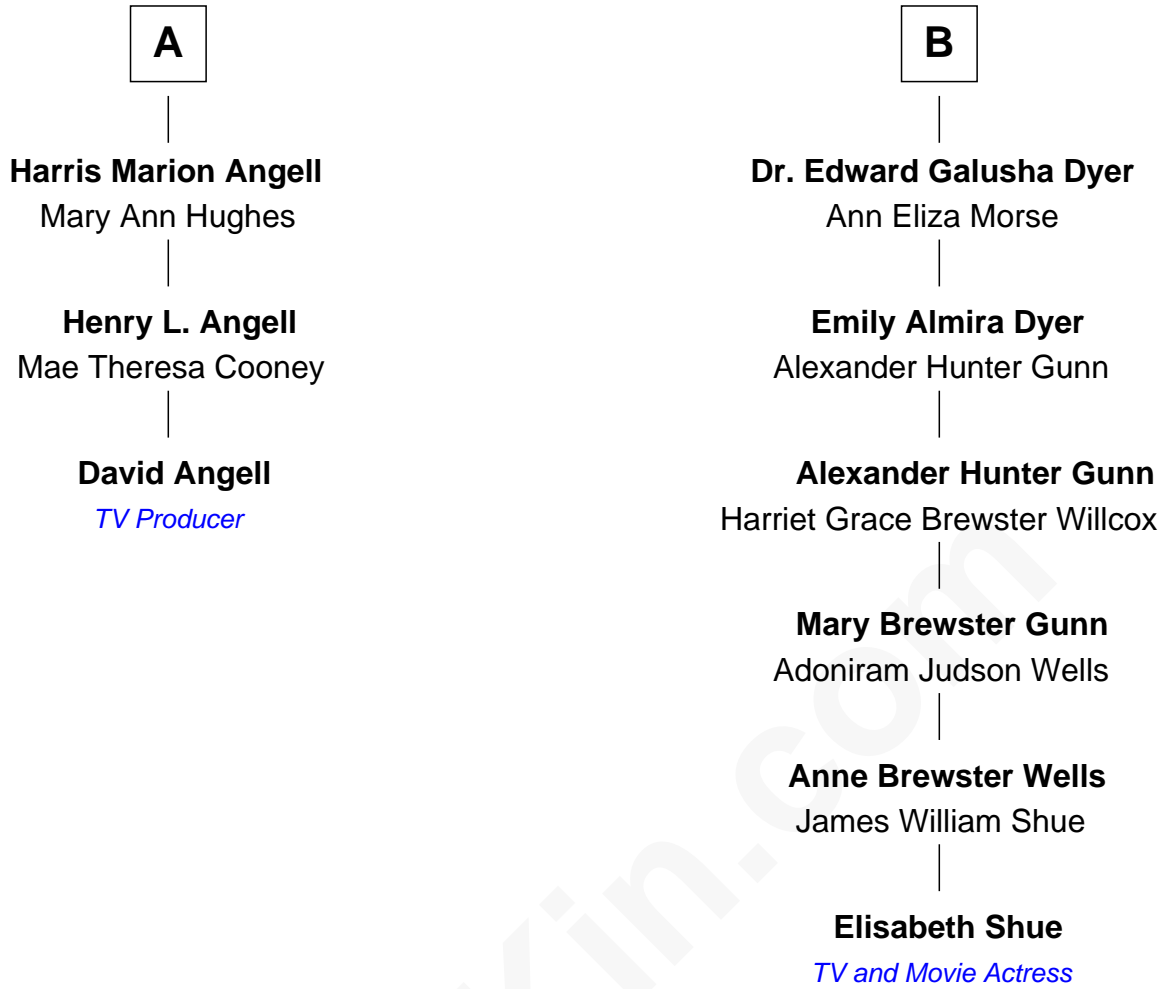 A
Harris Marion Angell
Mary Ann Hughes
Henry L. Angell
Mae Theresa Cooney
David Angell
TV Producer
B
Dr. Edward Galusha Dyer
Ann Eliza Morse
Emily Almira Dyer
Alexander Hunter Gunn
Alexander Hunter Gunn
Harriet Grace Brewster Willcox
Mary Brewster Gunn
Adoniram Judson Wells
Anne Brewster Wells
James William Shue
Elisabeth Shue
TV and Movie Actress
Kin.com